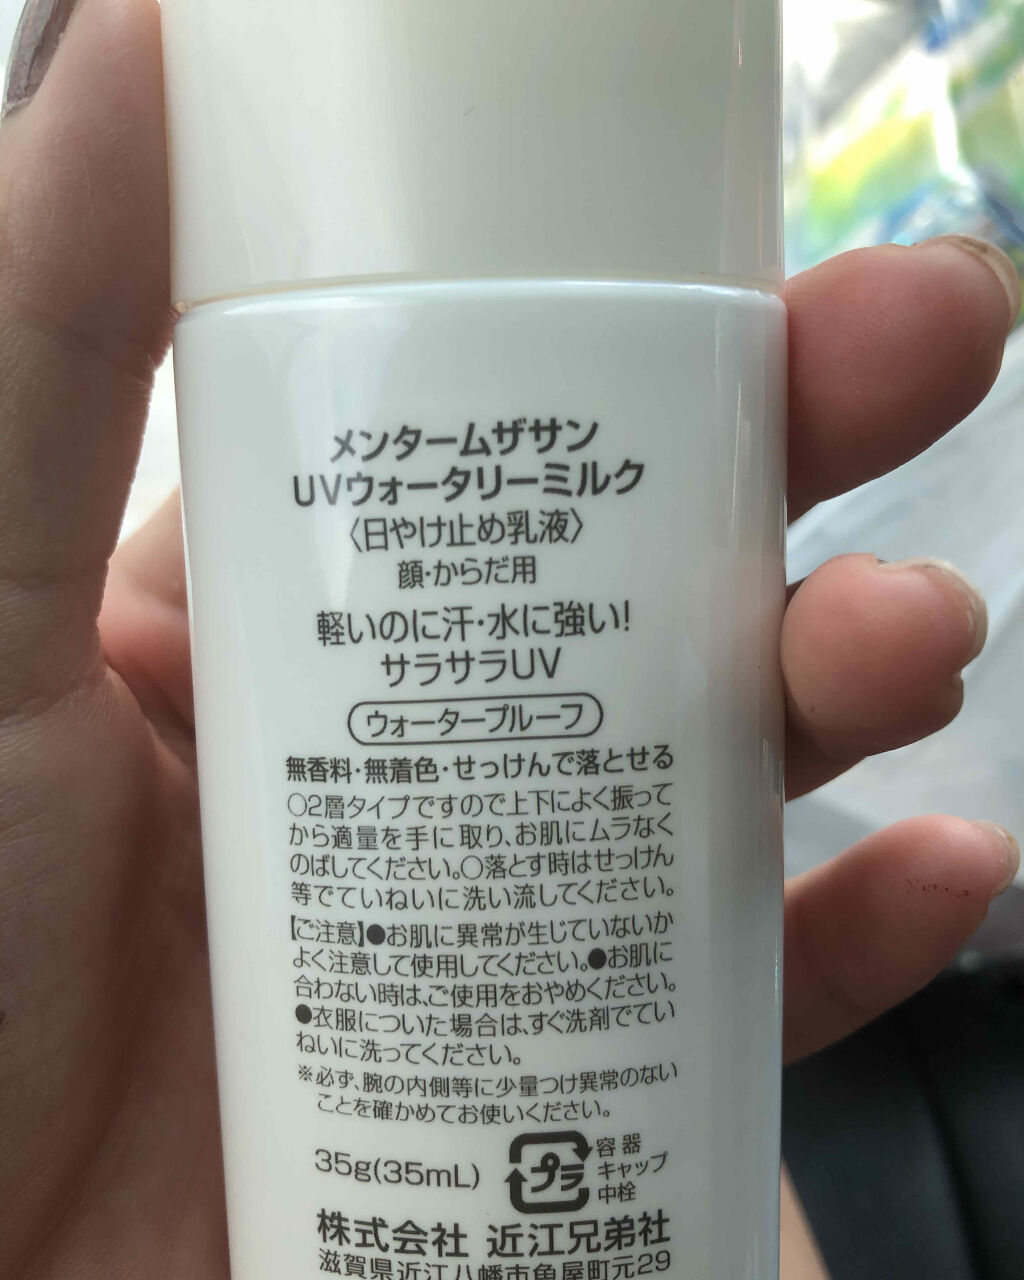 メンタームザサン
UVウォータリーミルク
〈日やけ止め乳液〉
顔・からだ用
軽いのに汗・水に強い!
サラサラUV
ウォータープルーフ
無香料・無着色・せっけんで落とせる
○2層タイプですので上下によく振って
から適量を手に取り、お肌にムラなく
のばしてください。○落とす時はせっけん
等でていねいに洗い流してください。
【ご注意】●お肌に異常が生じていないか
よく注意して使用してください。●お肌に
合わない時は、ご使用をおやめください。
●衣服についた場合は、すぐ洗剤でてい
ねいに洗ってください。
※必ず、腕の内側等に少量つけ異常のない
ことを確かめてお使いください。
35g(35mL)
プラ
容器
キャップ
中栓
株式会社 近江兄弟社
滋賀県近江八幡市魚屋町元29